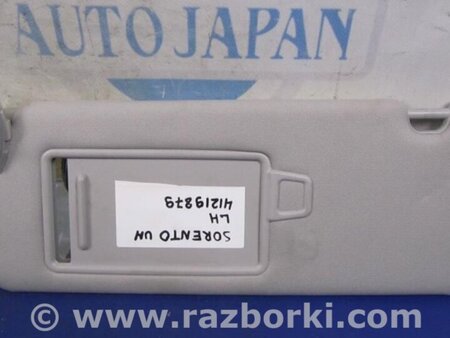 AUTO JAPAN
SORENTO UM
LH
41219879
© www.razborki.com